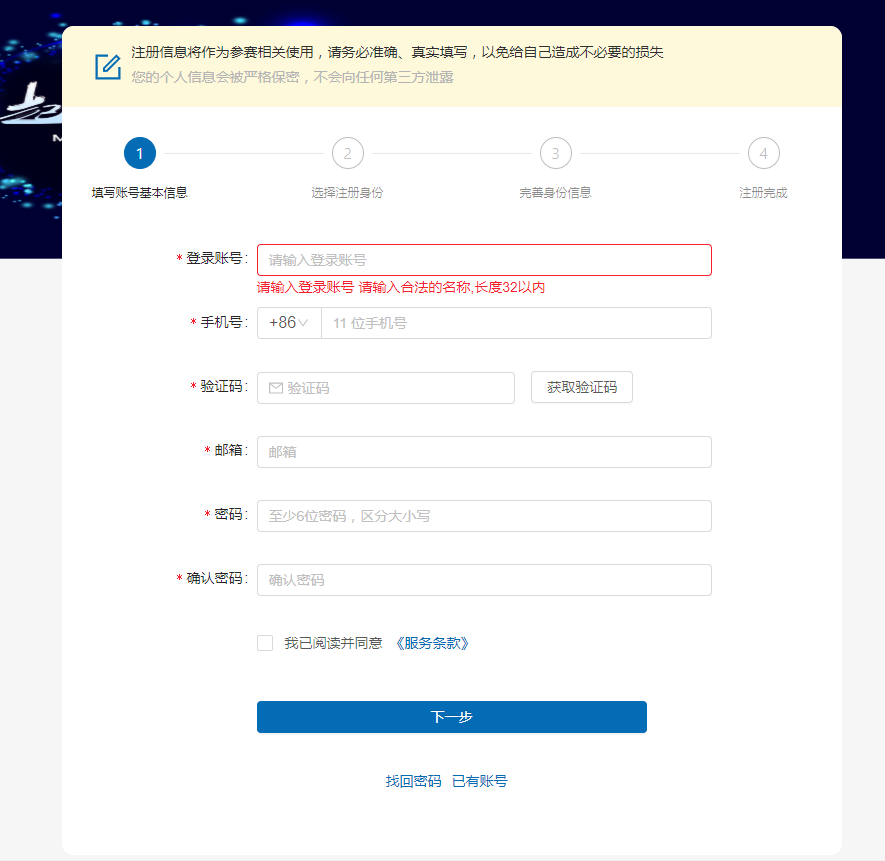 注册信息将作为参赛相关使用，请务必准确、真实填写，以免给自己造成不必要的损失
您的个人信息会被严格保密，不会向任何第三方泄露
1 2 3 4
填写账号基本信息 选择注册身份 完善身份信息 注册完成
* 登录账号: 请输入登录账号
请输入登录账号 请输入合法的名称,长度32以内
* 手机号: +86 11 位手机号
* 验证码: 验证码 获取验证码
* 邮箱: 邮箱
* 密码: 至少6位密码，区分大小写
* 确认密码: 确认密码
我已阅读并同意 《服务条款》
下一步
找回密码 已有账号